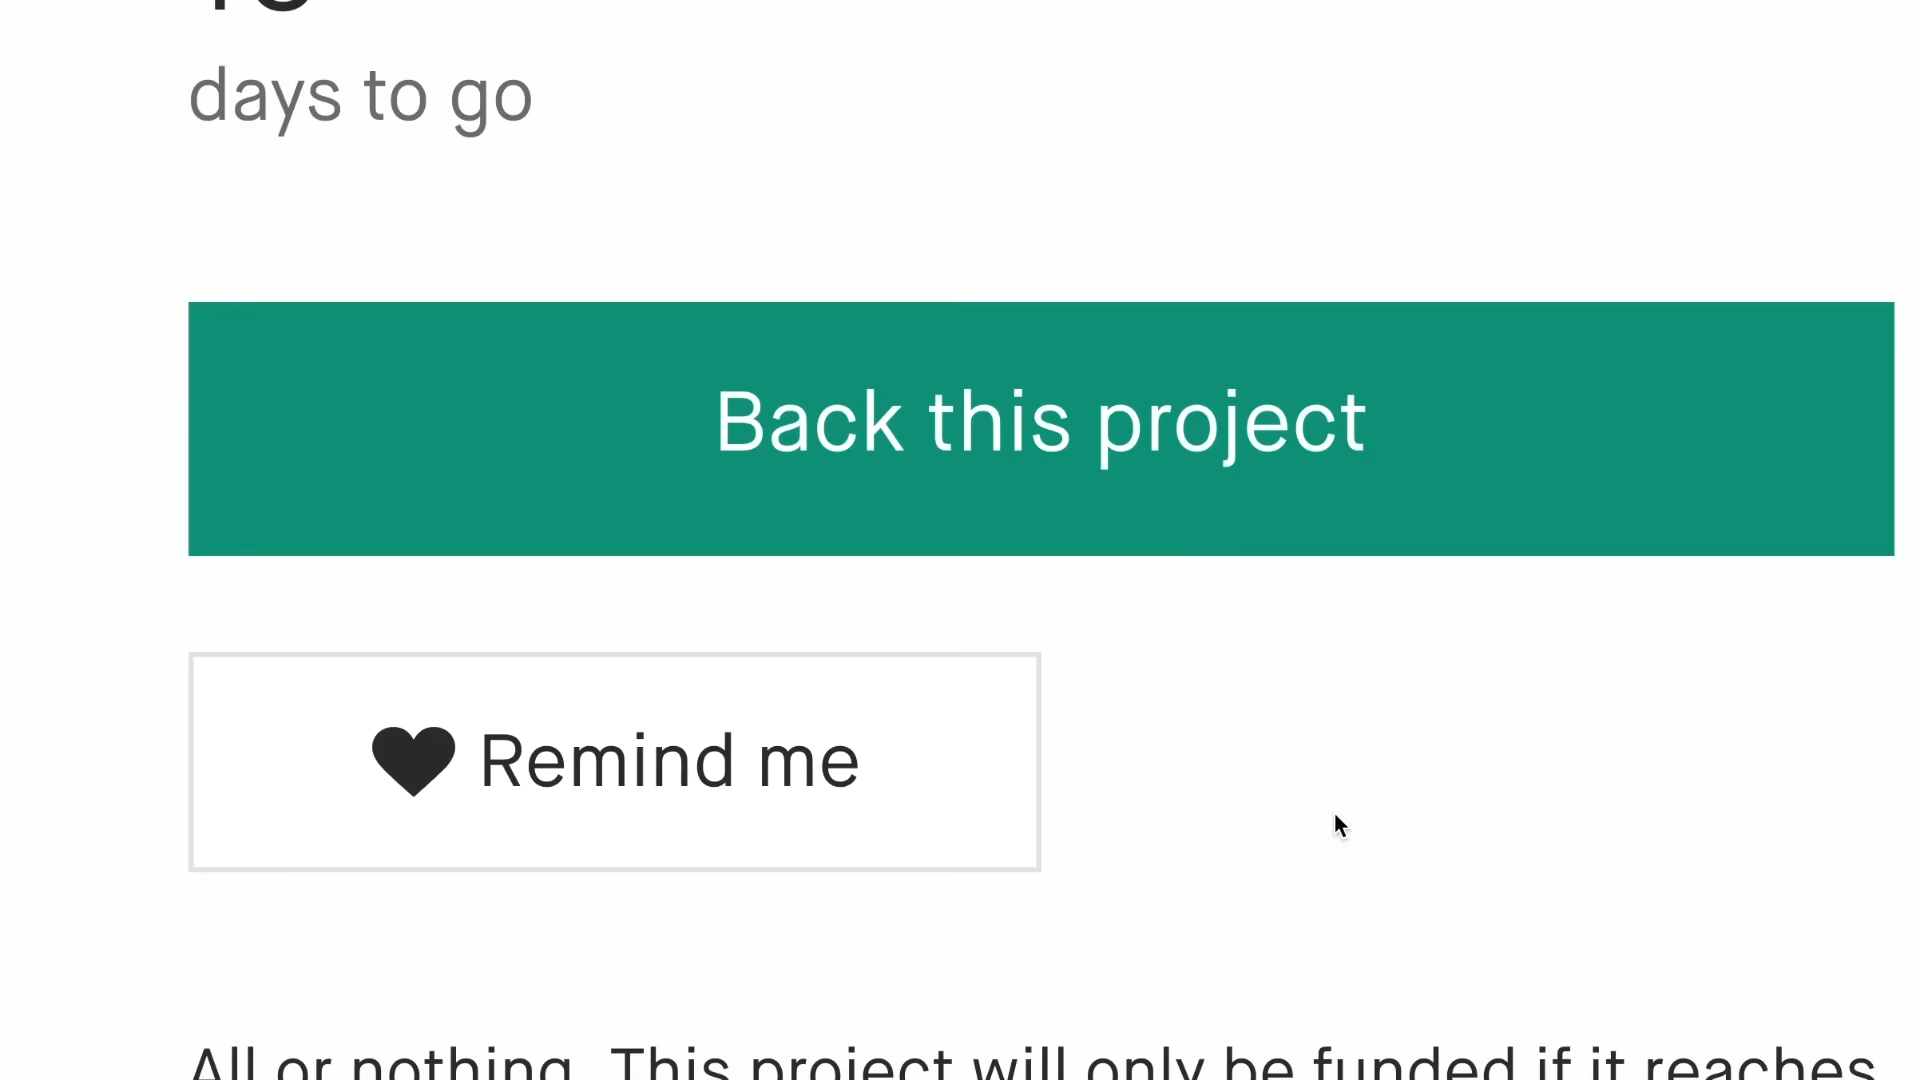 days to go
Back this project
Remind me
All or nothing. This project will only be funded if it reaches